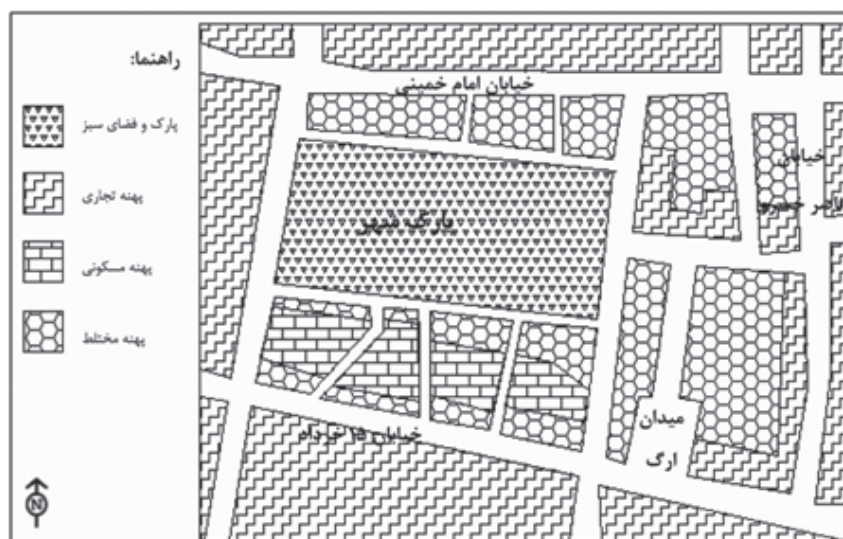 راهنما:
پارک و فضای سبز
پهنه تجاری
پهنه مسکونی
پهنه مختلط
خیابان امام خمینی
خیابان
ناصر خسرو
پارک شهر
خیابان ۱۵ خرداد
میدان
ارگ
N